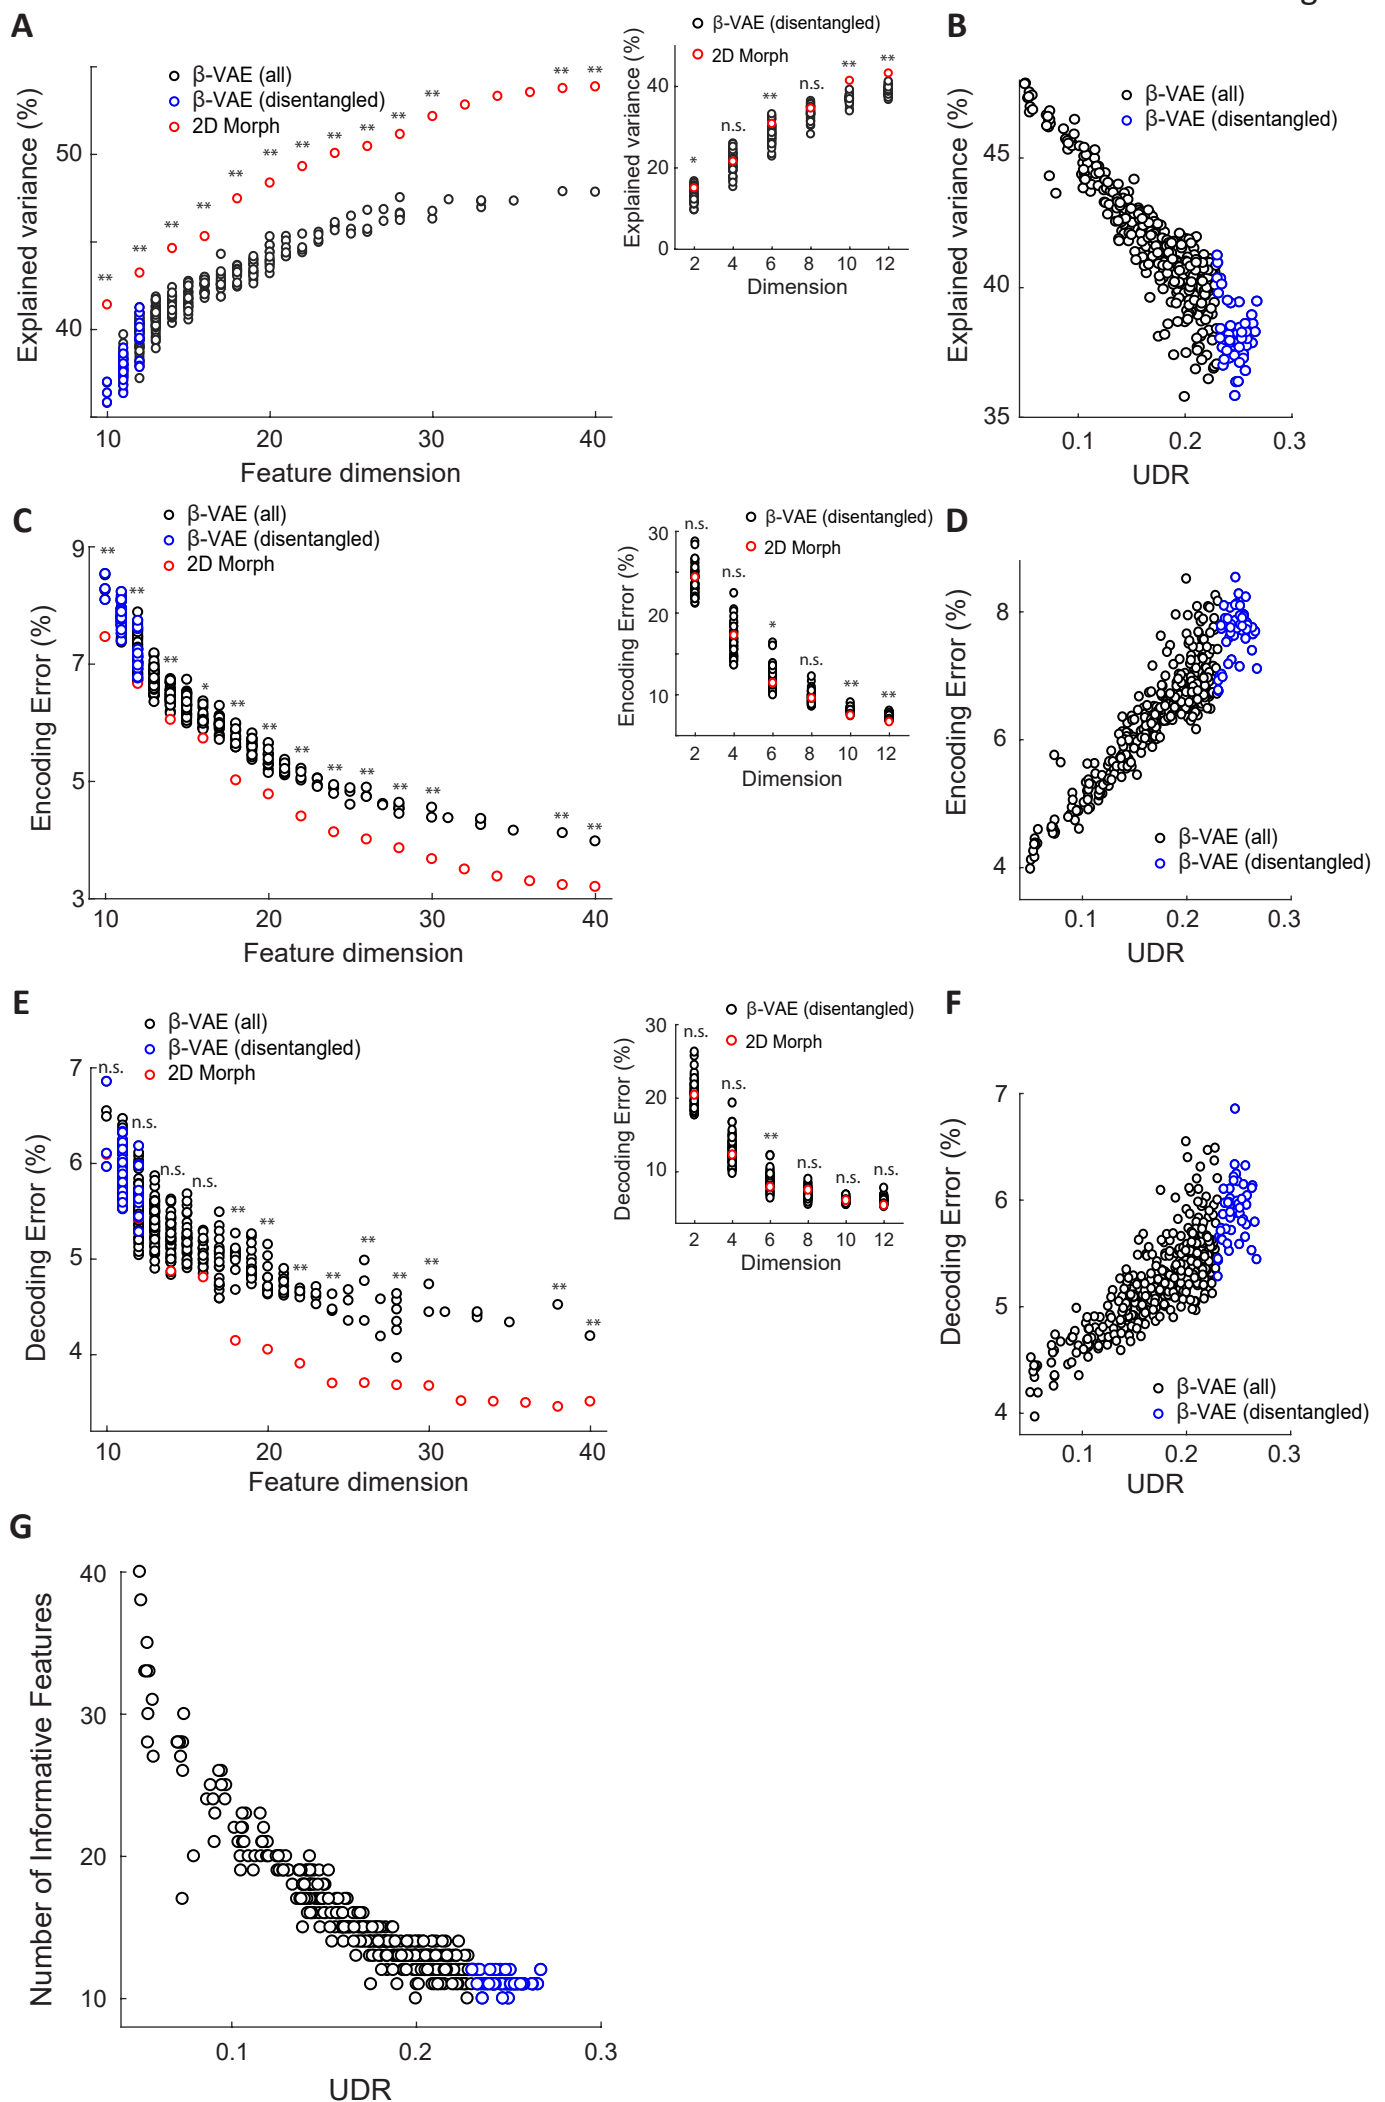 g
A
β-VAE (all)
β-VAE (disentangled)
2D Morph
Explained variance (%)
50
40
** ** ** ** ** ** ** ** ** ** ** ** **
10 20 30 40
Feature dimension
β-VAE (disentangled)
2D Morph
Explained variance (%)
40
20
0
* n.s. ** n.s. ** **
2 4 6 8 10 12
Dimension
B
β-VAE (all)
β-VAE (disentangled)
Explained variance (%)
45
40
35
0.1 0.2 0.3
UDR
C
β-VAE (all)
β-VAE (disentangled)
2D Morph
Encoding Error (%)
9
7
5
3
** ** ** * ** ** ** ** ** ** ** ** **
10 20 30 40
Feature dimension
β-VAE (disentangled)
2D Morph
Encoding Error (%)
30
20
10
n.s. n.s. * n.s. ** **
2 4 6 8 10 12
Dimension
D
Encoding Error (%)
8
6
4
β-VAE (all)
β-VAE (disentangled)
0.1 0.2 0.3
UDR
E
β-VAE (all)
β-VAE (disentangled)
2D Morph
Decoding Error (%)
7
6
5
4
n.s. n.s. n.s. n.s. ** ** ** ** ** ** ** ** **
10 20 30 40
Feature dimension
β-VAE (disentangled)
2D Morph
Decoding Error (%)
30
20
10
n.s. n.s. ** n.s. n.s. n.s.
2 4 6 8 10 12
Dimension
F
Decoding Error (%)
7
6
5
4
β-VAE (all)
β-VAE (disentangled)
0.1 0.2 0.3
UDR
G
Number of Informative Features
40
30
20
10
0.1 0.2 0.3
UDR